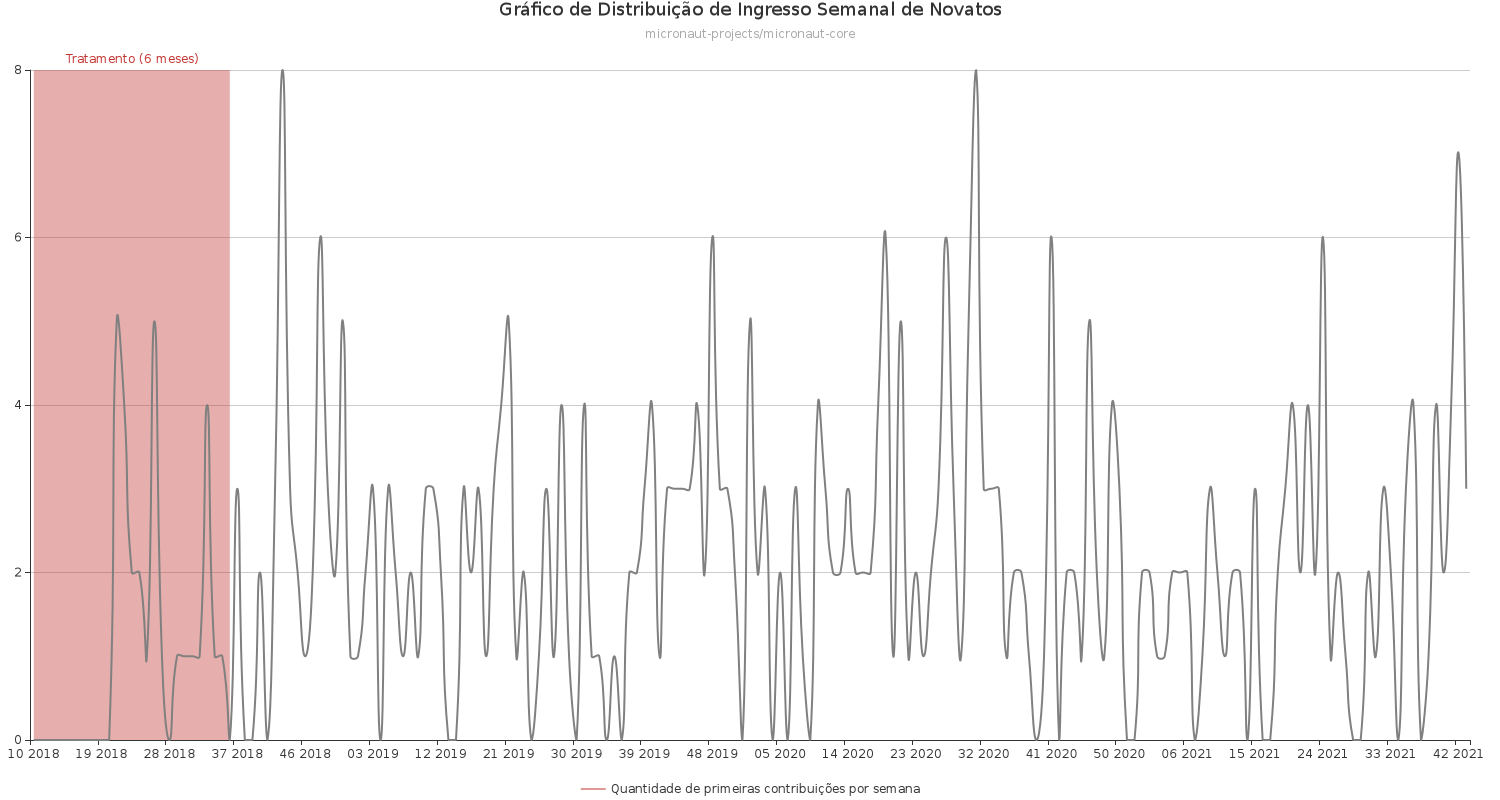 Gráfico de Distribuição de Ingresso Semanal de Novatos
micronaut-projects/micronaut-core
Tratamento (6 meses)
8
6
4
2
0
10 2018 19 2018 28 2018 37 2018 46 2018 03 2019 12 2019 21 2019 30 2019 39 2019 48 2019 05 2020 14 2020 23 2020 32 2020 41 2020 50 2020 06 2021 15 2021 24 2021 33 2021 42 2021
Quantidade de primeiras contribuições por semana